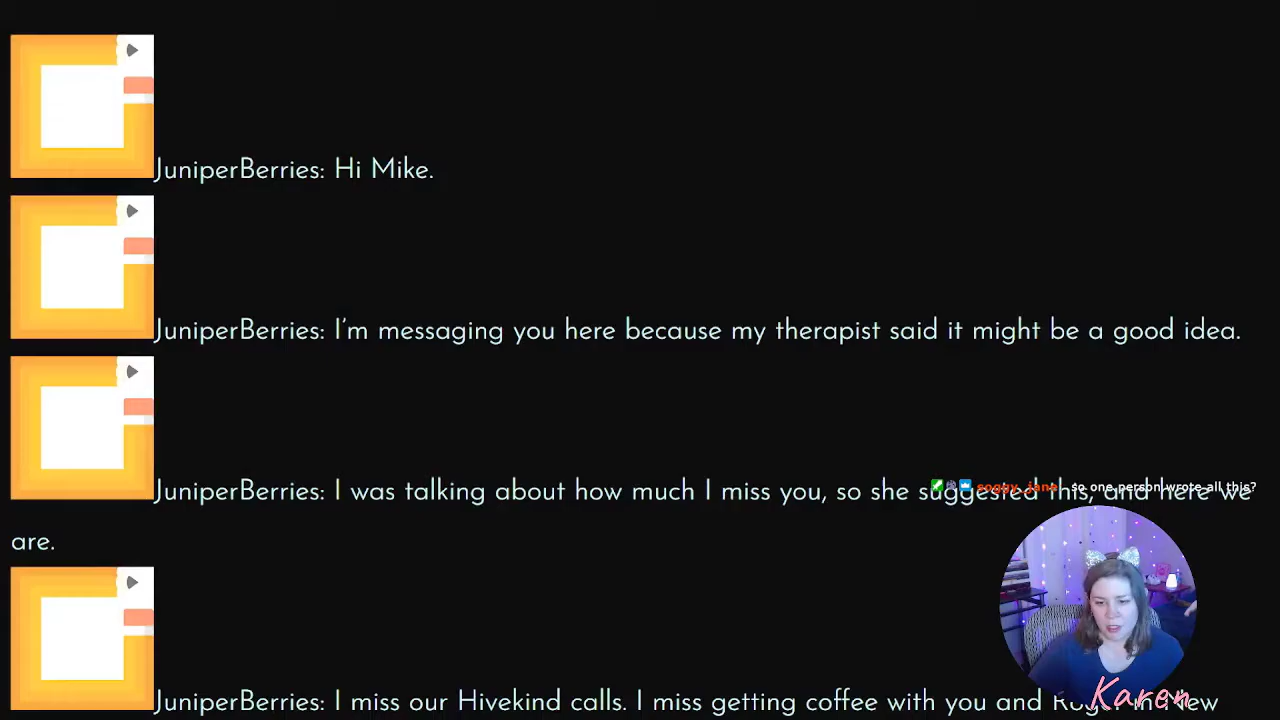 JuniperBerries: Hi Mike.
JuniperBerries: I'm messaging you here because my therapist said it might be a good idea.
JuniperBerries: I was talking about how much I miss you, so she suggested this, and here we
are.
soggy_jane: so one person wrote all this?
JuniperBerries: I miss our Hivekind calls. I miss getting coffee with you and New
Karen